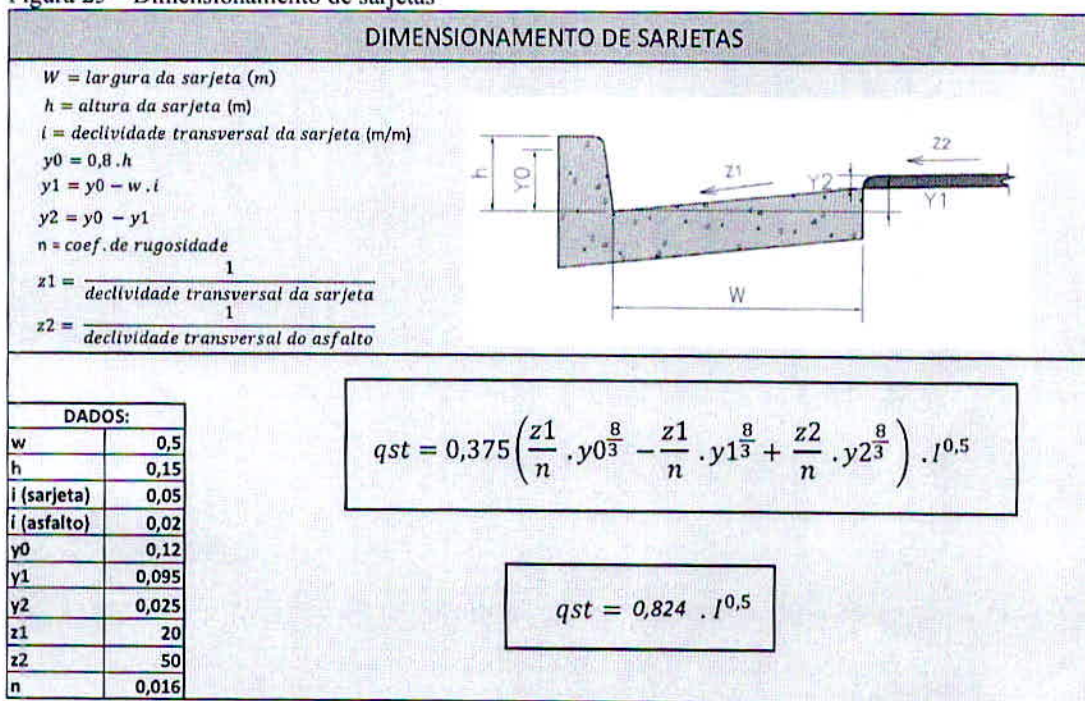 Figura 25 – Dimensionamento de sarjetas
DIMENSIONAMENTO DE SARJETAS
W = largura da sarjeta (m)
h = altura da sarjeta (m)
i = declividade transversal da sarjeta (m/m)
y0 = 0,8 . h
y1 = y0 − w . i
y2 = y0 − y1
n = coef. de rugosidade
z1 = 1 / declividade transversal da sarjeta
z2 = 1 / declividade transversal do asfalto
h
Y0
Z1
Y2
Z2
Y1
W
DADOS:
w 0,5
h 0,15
i (sarjeta) 0,05
i (asfalto) 0,02
y0 0,12
y1 0,095
y2 0,025
z1 20
z2 50
n 0,016
qst = 0,375 (z1/n . y0^8/3 − z1/n . y1^8/3 + z2/n . y2^8/3) . I^0,5
qst = 0,824 . I^0,5